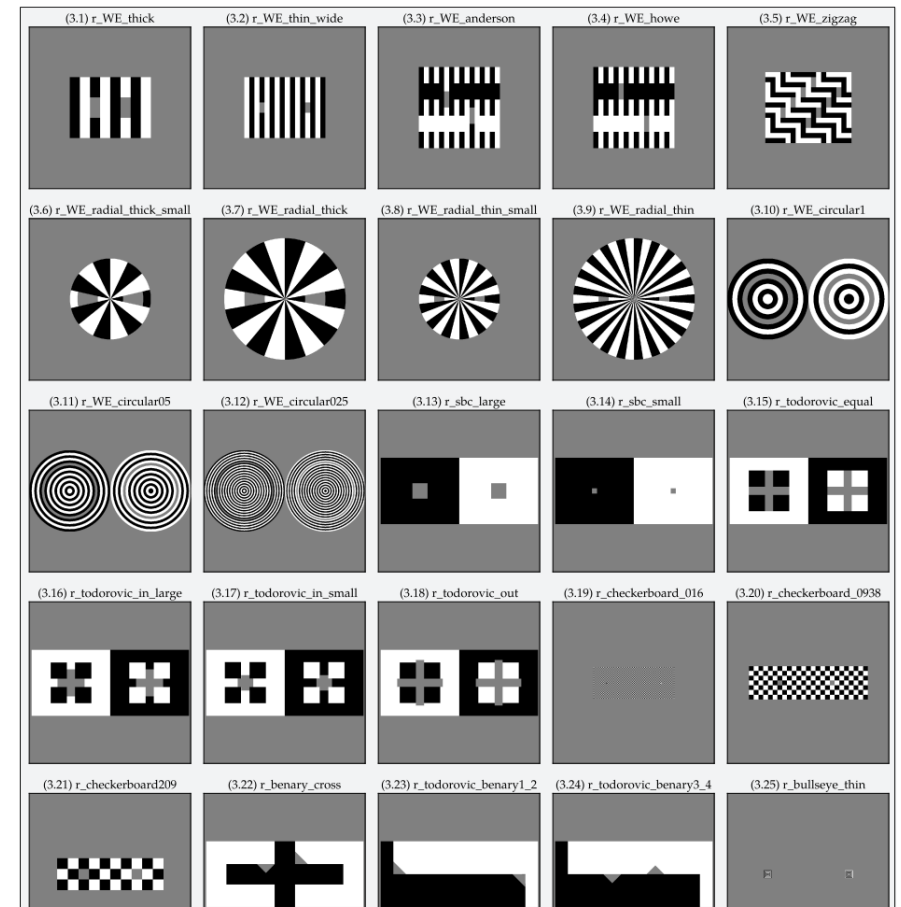 (3.1) r_WE_thick
(3.2) r_WE_thin_wide
(3.3) r_WE_anderson
(3.4) r_WE_howe
(3.5) r_WE_zigzag
(3.6) r_WE_radial_thick_small
(3.7) r_WE_radial_thick
(3.8) r_WE_radial_thin_small
(3.9) r_WE_radial_thin
(3.10) r_WE_circular1
(3.11) r_WE_circular05
(3.12) r_WE_circular025
(3.13) r_sbc_large
(3.14) r_sbc_small
(3.15) r_todorovic_equal
(3.16) r_todorovic_in_large
(3.17) r_todorovic_in_small
(3.18) r_todorovic_out
(3.19) r_checkerboard_016
(3.20) r_checkerboard_0938
(3.21) r_checkerboard209
(3.22) r_benary_cross
(3.23) r_todorovic_benary1_2
(3.24) r_todorovic_benary3_4
(3.25) r_bullseye_thin